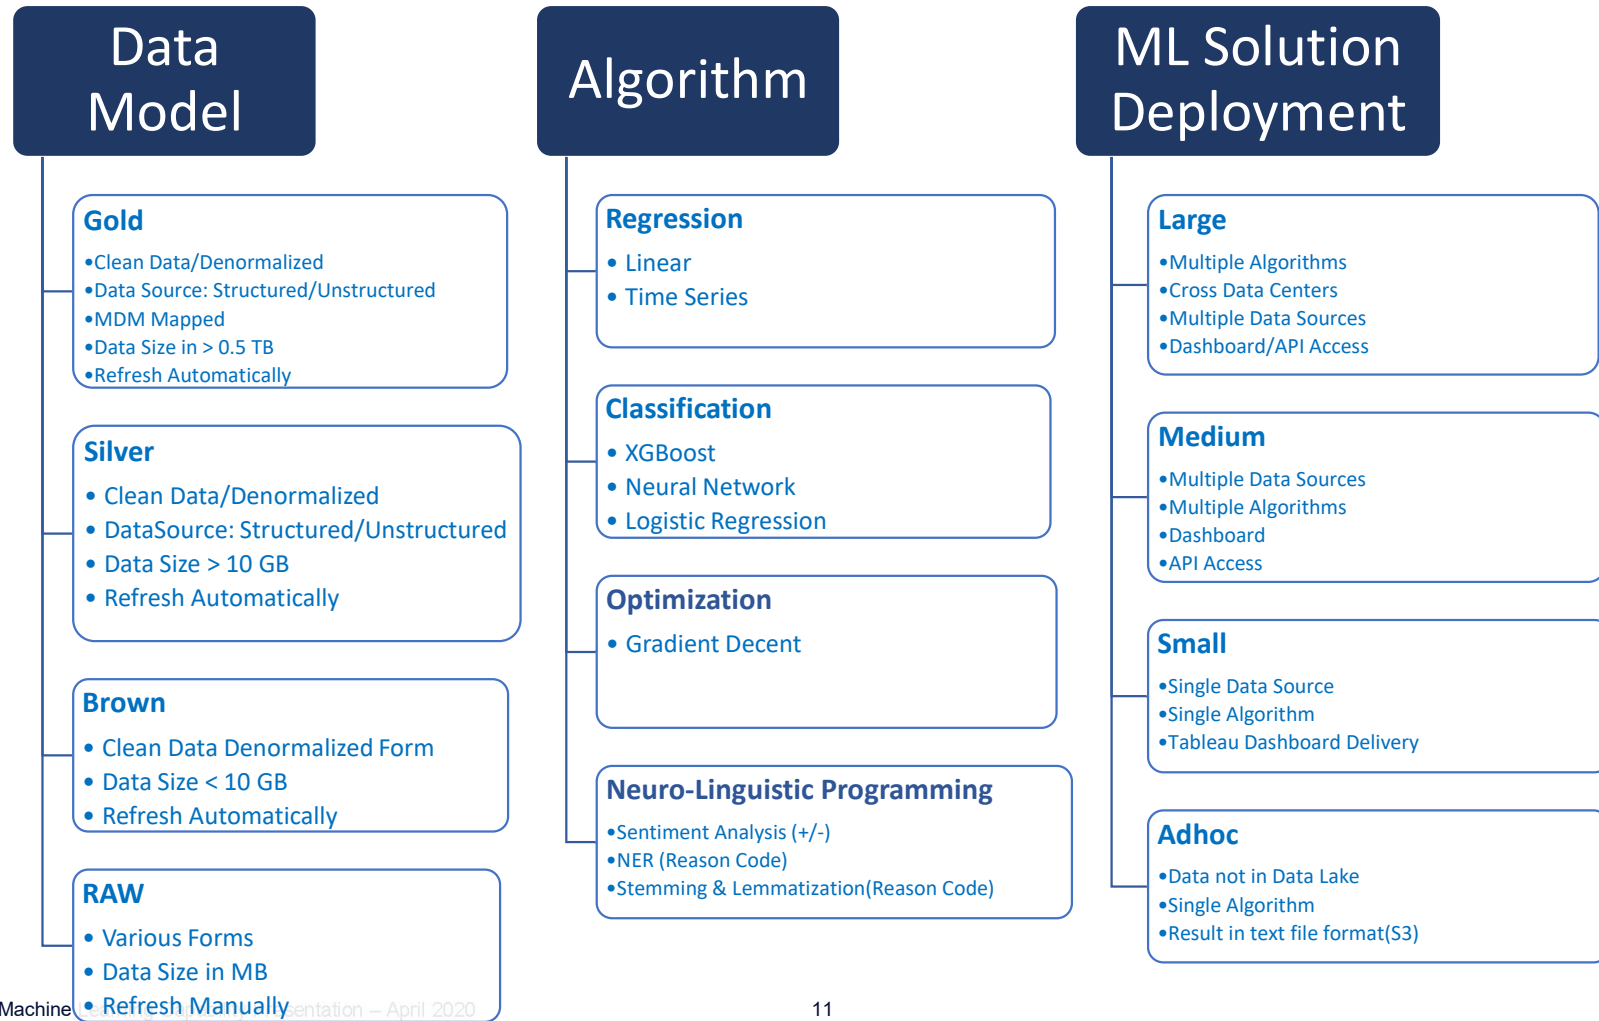 Data
Model
Gold
•Clean Data/Denormalized
•Data Source: Structured/Unstructured
•MDM Mapped
•Data Size in > 0.5 TB
•Refresh Automatically
Silver
• Clean Data/Denormalized
• DataSource: Structured/Unstructured
• Data Size > 10 GB
• Refresh Automatically
Brown
• Clean Data Denormalized Form
• Data Size < 10 GB
• Refresh Automatically
RAW
• Various Forms
• Data Size in MB
• Refresh Manually
Algorithm
Regression
• Linear
• Time Series
Classification
• XGBoost
• Neural Network
• Logistic Regression
Optimization
• Gradient Decent
Neuro-Linguistic Programming
•Sentiment Analysis (+/-)
•NER (Reason Code)
•Stemming & Lemmatization(Reason Code)
ML Solution
Deployment
Large
•Multiple Algorithms
•Cross Data Centers
•Multiple Data Sources
•Dashboard/API Access
Medium
•Multiple Data Sources
•Multiple Algorithms
•Dashboard
•API Access
Small
•Single Data Source
•Single Algorithm
•Tableau Dashboard Delivery
Adhoc
•Data not in Data Lake
•Single Algorithm
•Result in text file format(S3)
Machine – April 2020
11